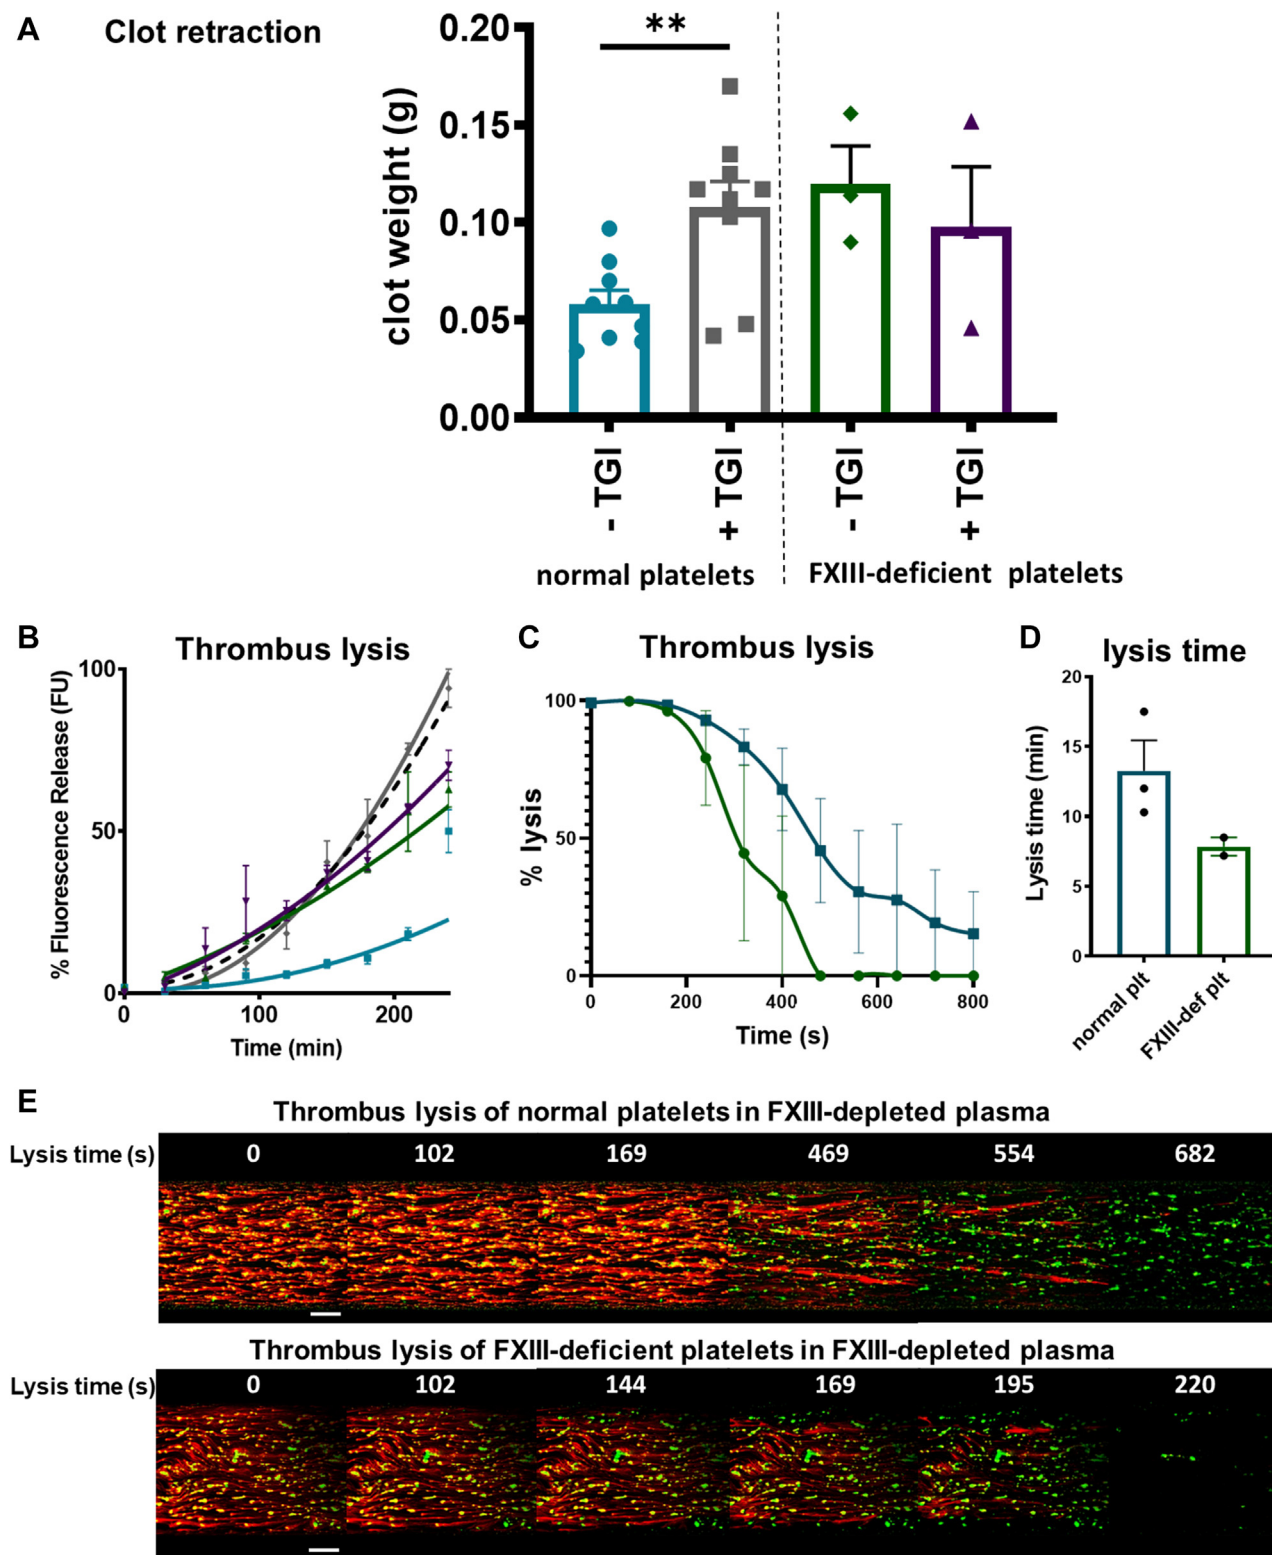 A Clot retraction
**
0.20
0.15
0.10
0.05
0.00
clot weight (g)
- TGI
+ TGI
- TGI
+ TGI
normal platelets
FXIII-deficient platelets
B Thrombus lysis
100
50
0
% Fluorescence Release (FU)
0 100 200
Time (min)
C Thrombus lysis
100
50
0
% lysis
0 200 400 600 800
Time (s)
D lysis time
20
15
10
5
0
Lysis time (min)
normal plt
FXIII-def plt
E
Thrombus lysis of normal platelets in FXIII-depleted plasma
Lysis time (s) 0 102 169 469 554 682
Thrombus lysis of FXIII-deficient platelets in FXIII-depleted plasma
Lysis time (s) 0 102 144 169 195 220